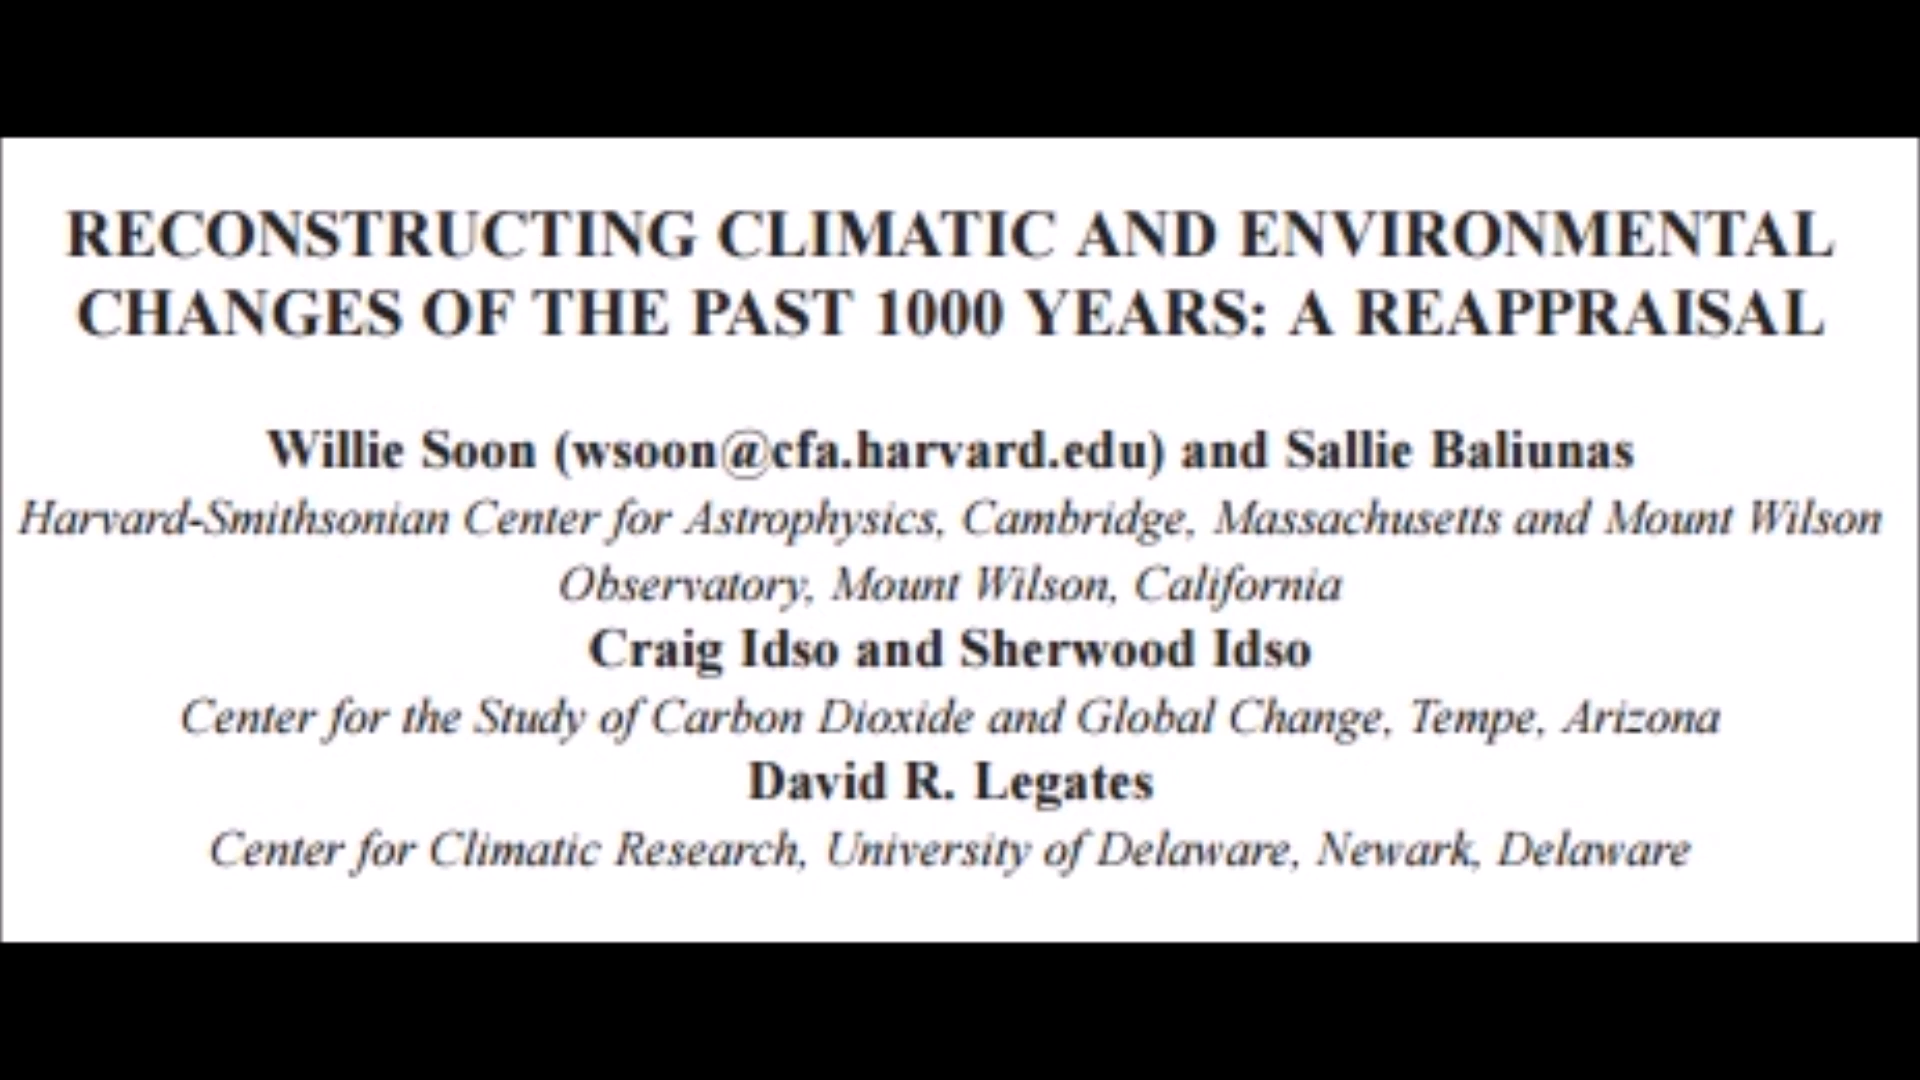 RECONSTRUCTING CLIMATIC AND ENVIRONMENTAL
CHANGES OF THE PAST 1000 YEARS: A REAPPRAISAL
Willie Soon (wsoon@cfa.harvard.edu) and Sallie Baliunas
Harvard-Smithsonian Center for Astrophysics, Cambridge, Massachusetts and Mount Wilson
Observatory, Mount Wilson, California
Craig Idso and Sherwood Idso
Center for the Study of Carbon Dioxide and Global Change, Tempe, Arizona
David R. Legates
Center for Climatic Research, University of Delaware, Newark, Delaware